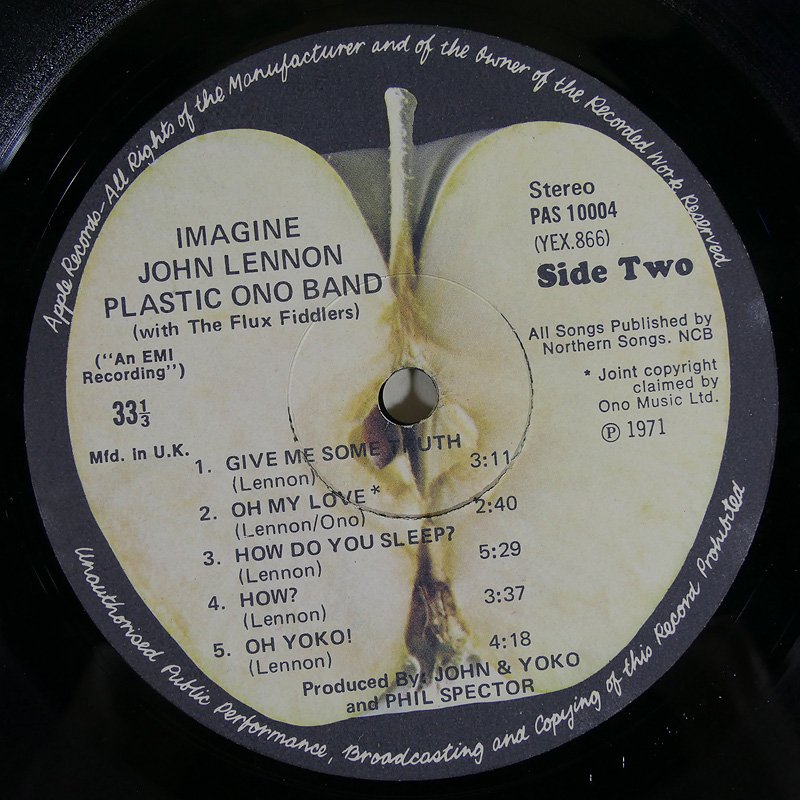 Apple Records-All Rights of the Manufacturer and of the Owner of the Recorded Work Reserved
IMAGINE
JOHN LENNON
PLASTIC ONO BAND
(with The Flux Fiddlers)
("An EMI
Recording")
33⅓
Mfd. in U.K.
Stereo
PAS 10004
(YEX.866)
Side Two
All Songs Published by
Northern Songs. NCB
* Joint copyright
claimed by
Ono Music Ltd.
Ⓟ 1971
1. GIVE ME SOME TRUTH 3:11
(Lennon)
2. OH MY LOVE* 2:40
(Lennon/Ono)
3. HOW DO YOU SLEEP? 5:29
(Lennon)
4. HOW? 3:37
(Lennon)
5. OH YOKO! 4:18
(Lennon)
Produced By: JOHN & YOKO
and PHIL SPECTOR
Unauthorised Public Performance, Broadcasting and Copying of this Record Prohibited